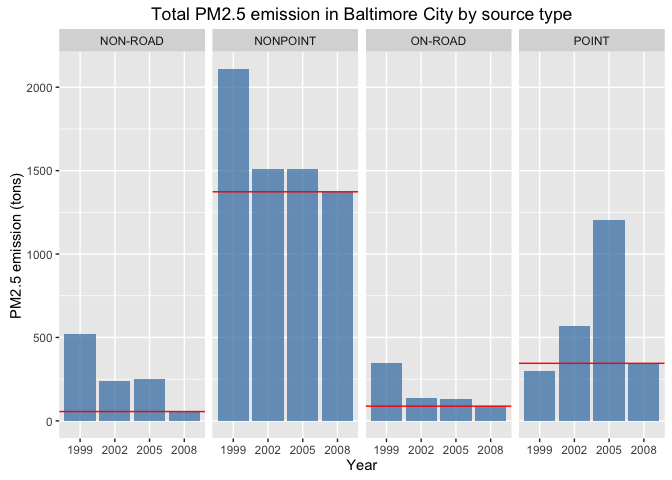 Total PM2.5 emission in Baltimore City by source type
NON-ROAD NONPOINT ON-ROAD POINT
PM2.5 emission (tons)
2000
1500
1000
500
0
1999 2002 2005 2008 1999 2002 2005 2008 1999 2002 2005 2008 1999 2002 2005 2008
Year